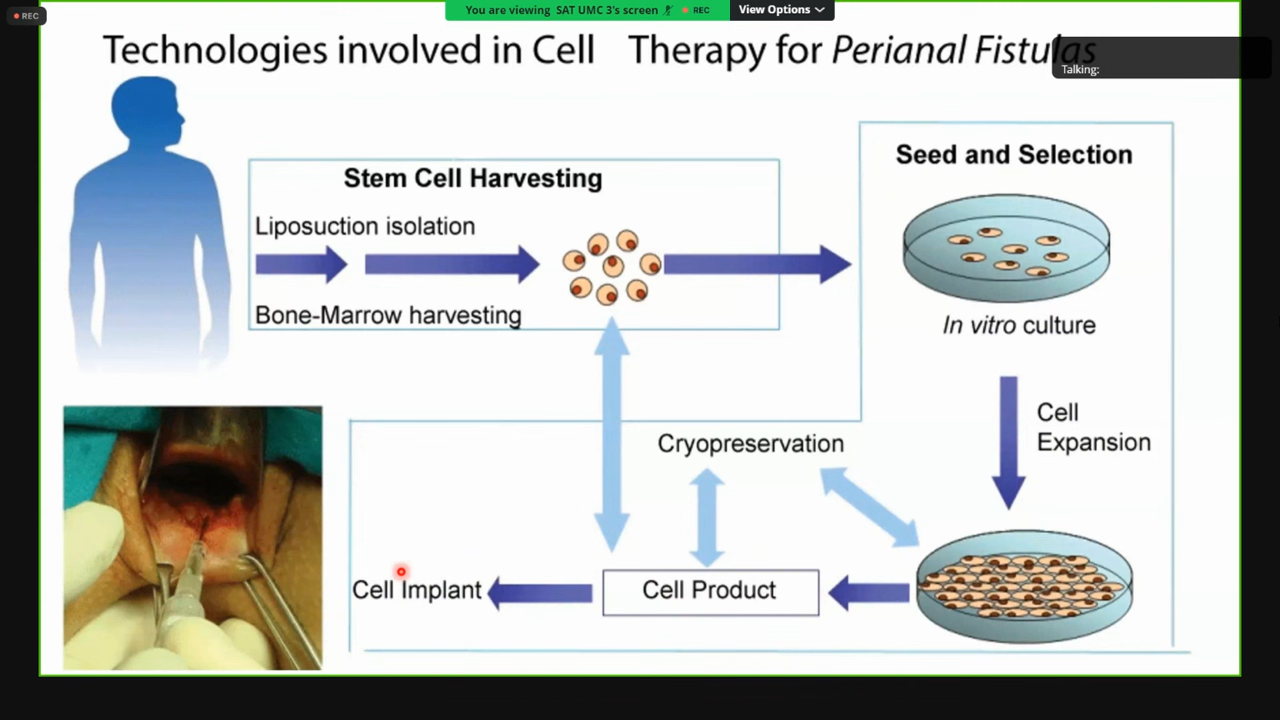 REC
You are viewing SAT UMC 3's screen REC View Options
Technologies involved in Cell Therapy for Perianal Fistulas
Talking:
Stem Cell Harvesting
Liposuction isolation
Bone-Marrow harvesting
Seed and Selection
In vitro culture
Cell
Expansion
Cryopreservation
Cell Implant
Cell Product